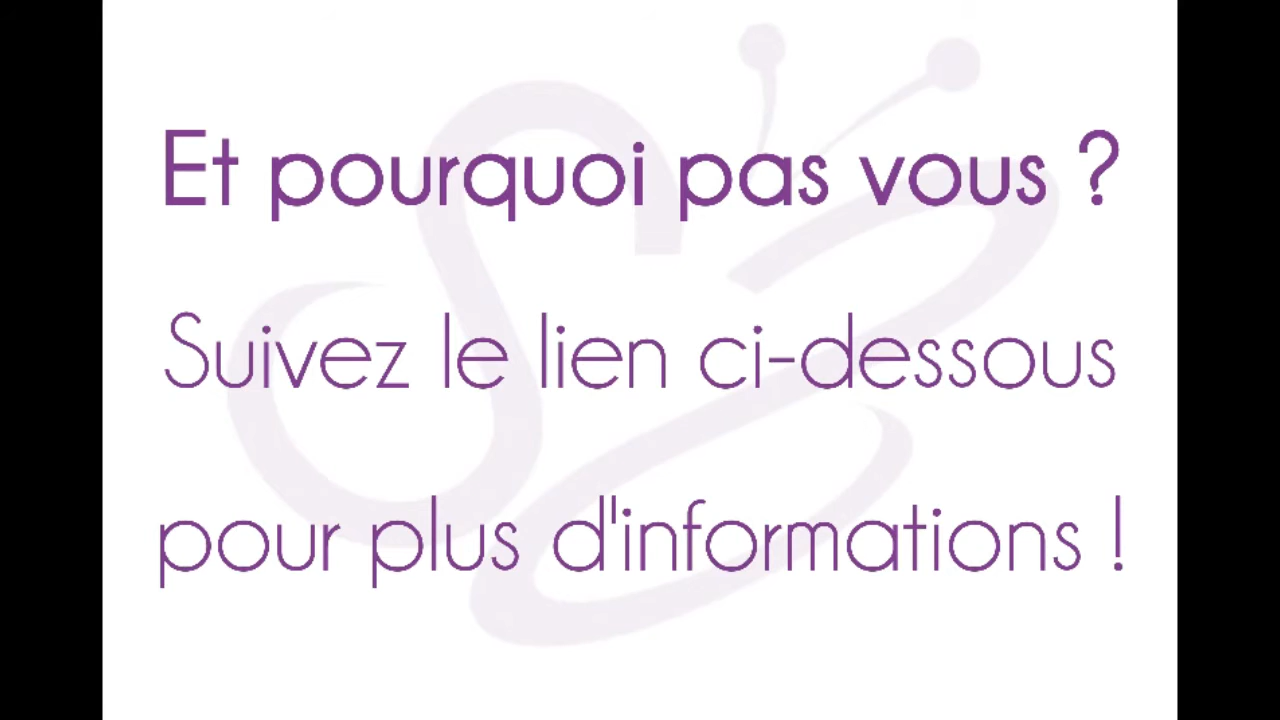 Et pourquoi pas vous ?
Suivez le lien ci-dessous
pour plus d'informations !